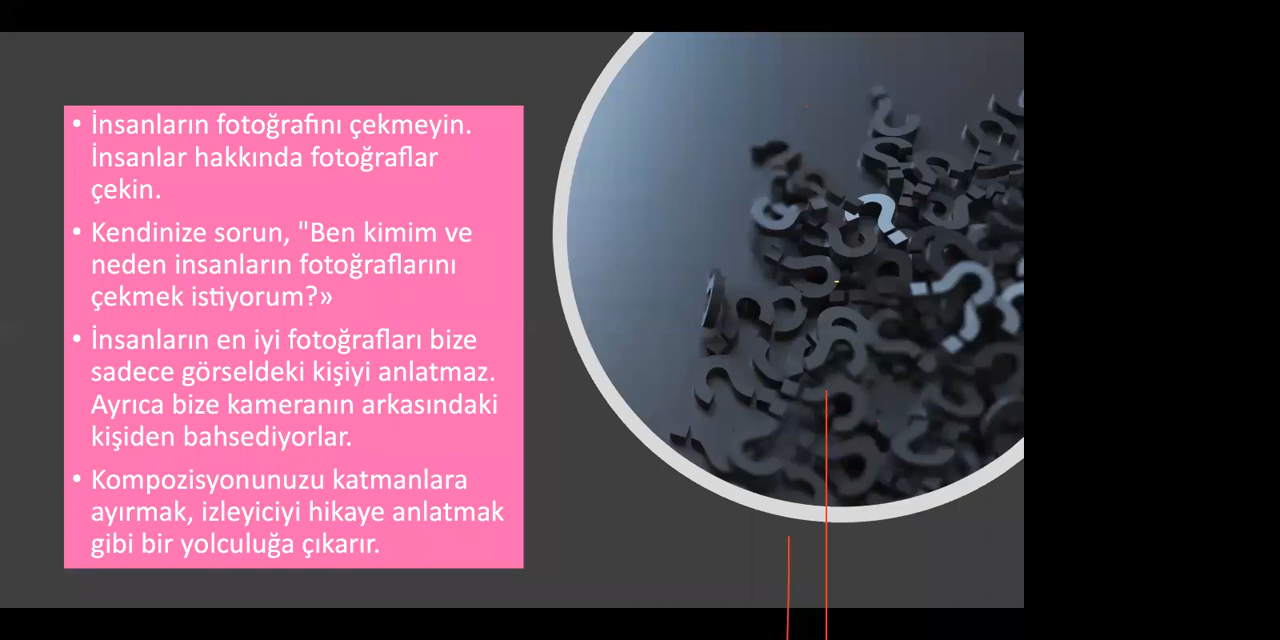 • İnsanların fotoğrafını çekmeyin.
İnsanlar hakkında fotoğraflar
çekin.
• Kendinize sorun, "Ben kimim ve
neden insanların fotoğraflarını
çekmek istiyorum?»
• İnsanların en iyi fotoğrafları bize
sadece görseldeki kişiyi anlatmaz.
Ayrıca bize kameranın arkasındaki
kişiden bahsediyorlar.
• Kompozisyonunuzu katmanlara
ayırmak, izleyiciyi hikaye anlatmak
gibi bir yolculuğa çıkarır.